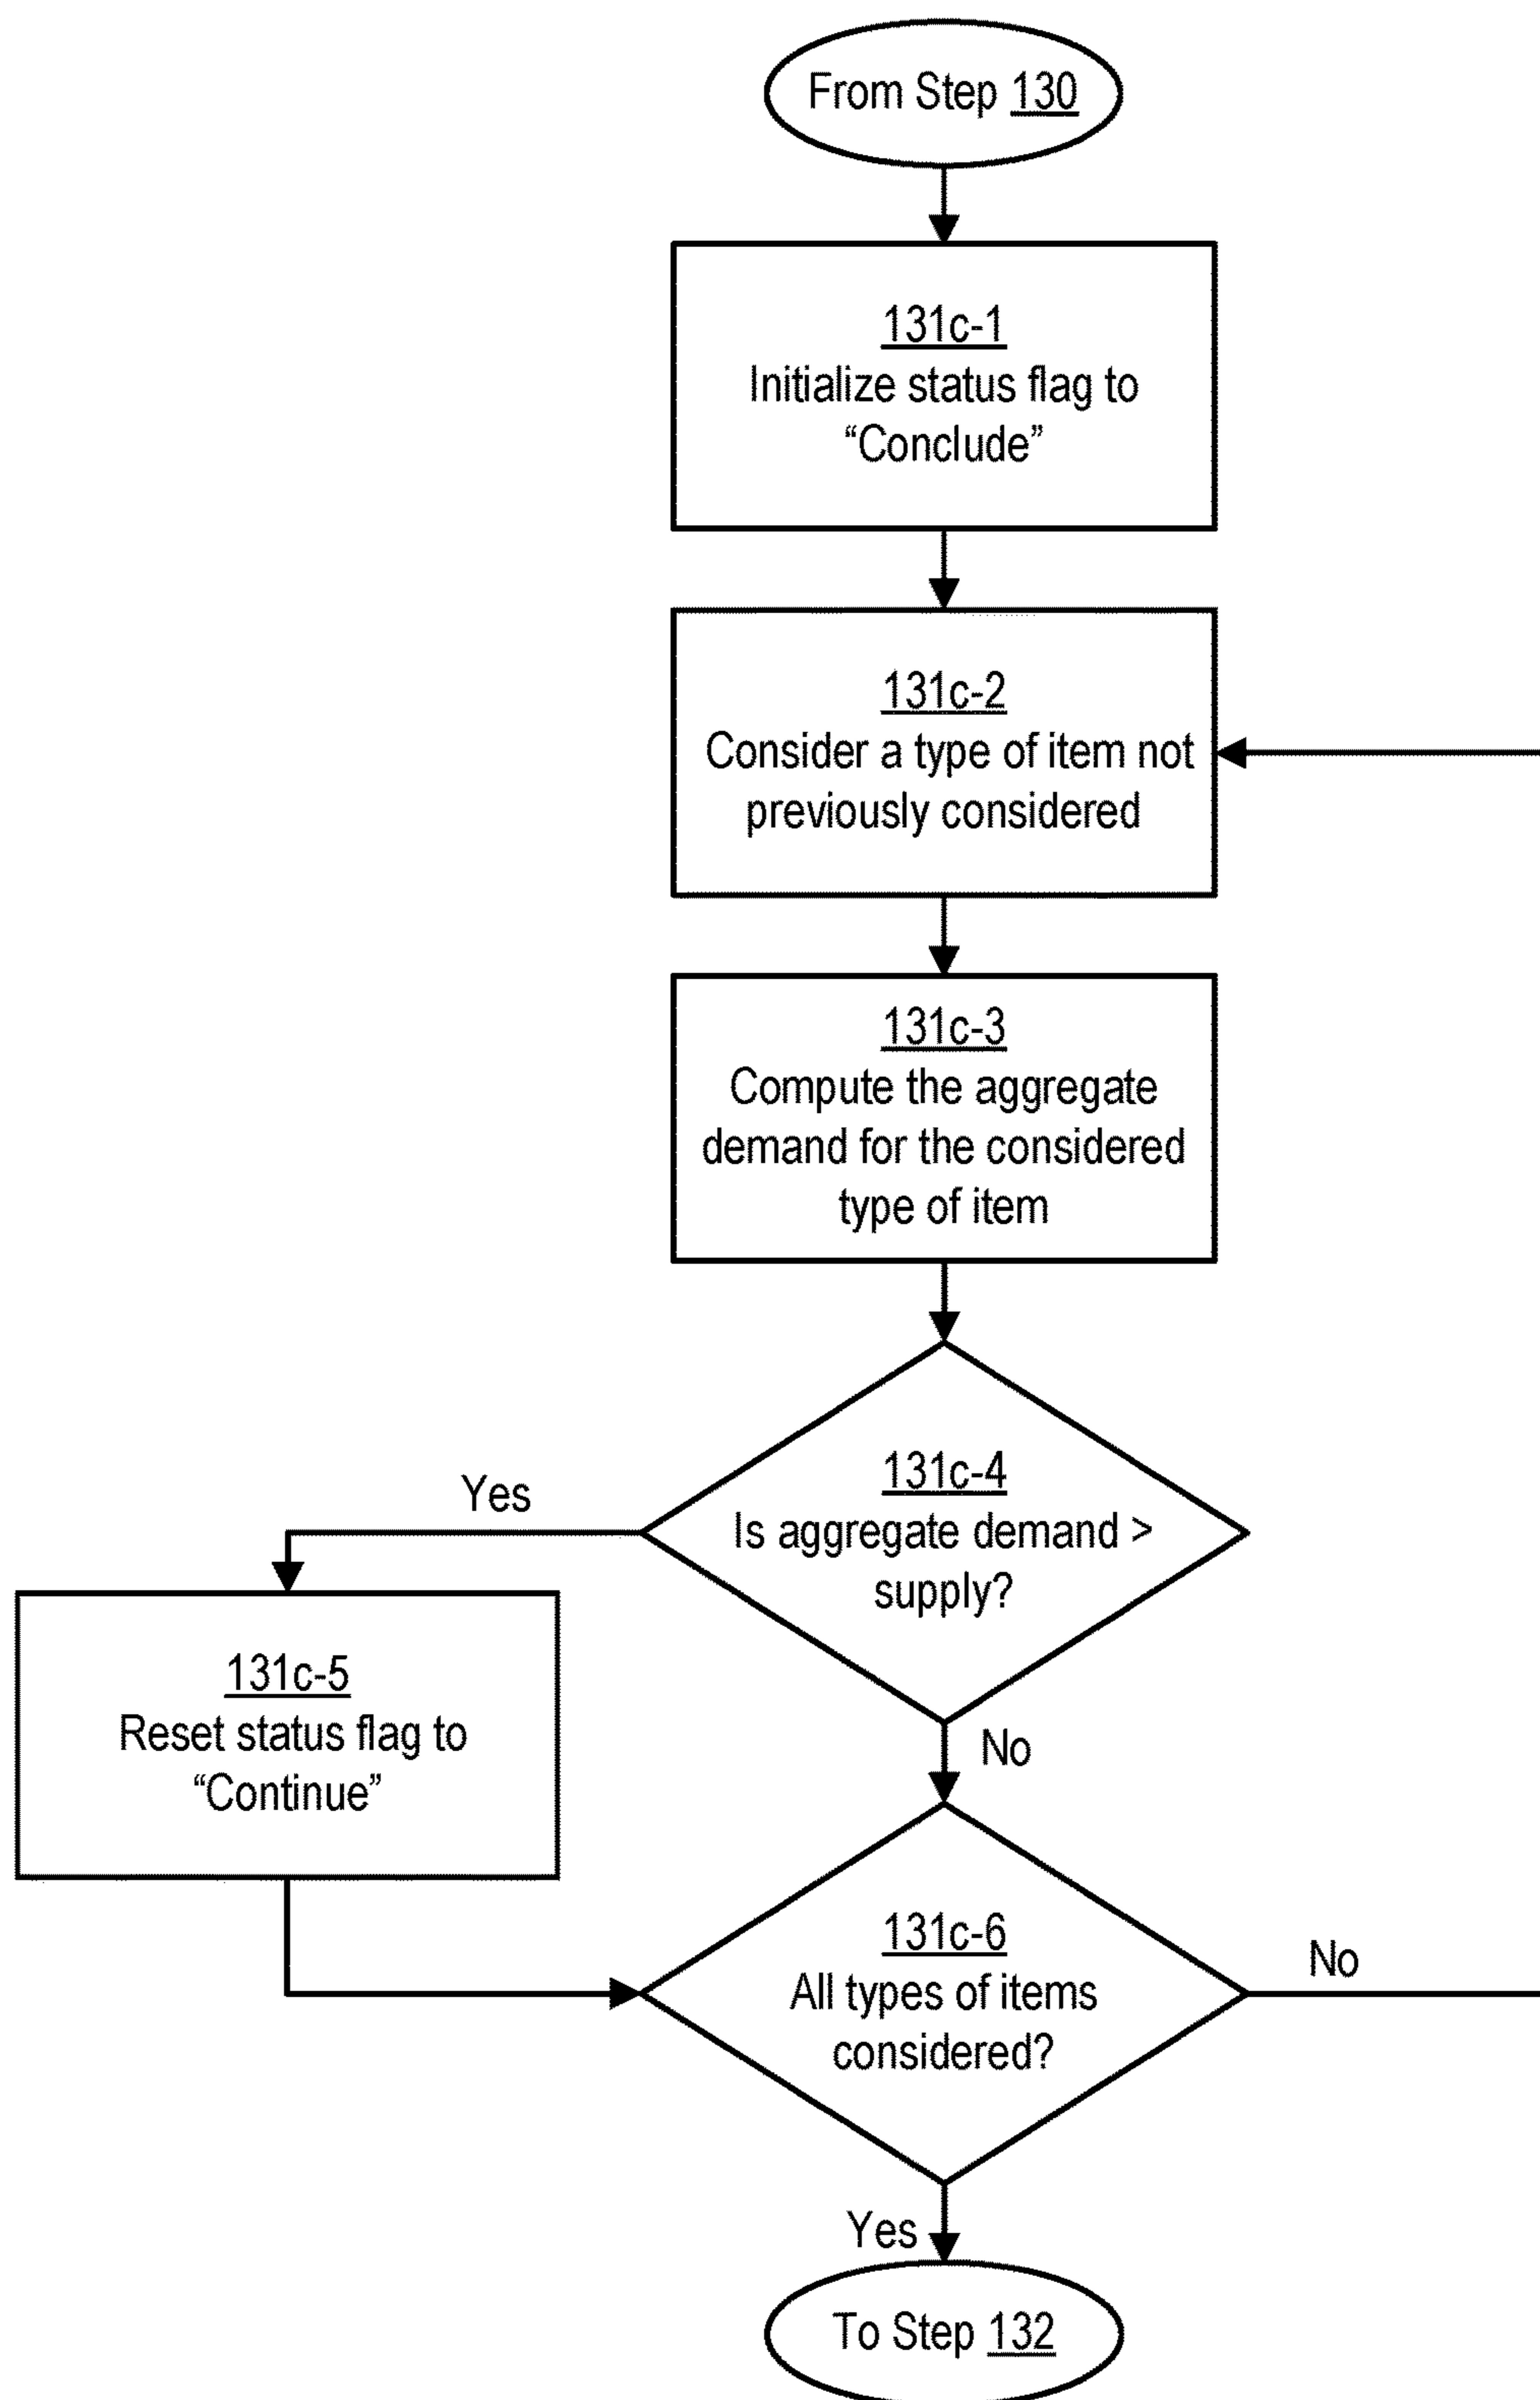 From Step 130
131c-1
Initialize status flag to
“Conclude”
131c-2
Consider a type of item not
previously considered
131c-3
Compute the aggregate
demand for the considered
type of item
131c-4
Is aggregate demand >
supply?
Yes
No
131c-5
Reset status flag to
“Continue”
131c-6
All types of items
considered?
No
Yes
To Step 132